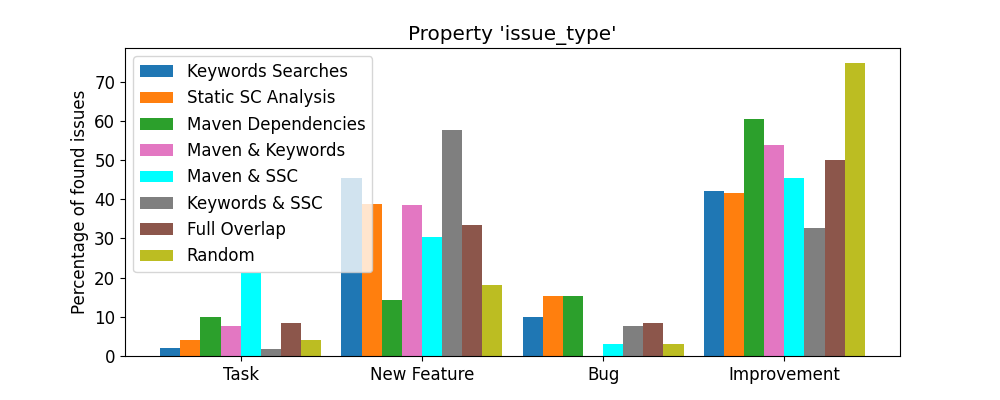 Property 'issue_type'
Percentage of found issues
70
60
50
40
30
20
10
0
Keywords Searches
Static SC Analysis
Maven Dependencies
Maven & Keywords
Maven & SSC
Keywords & SSC
Full Overlap
Random
Task
New Feature
Bug
Improvement